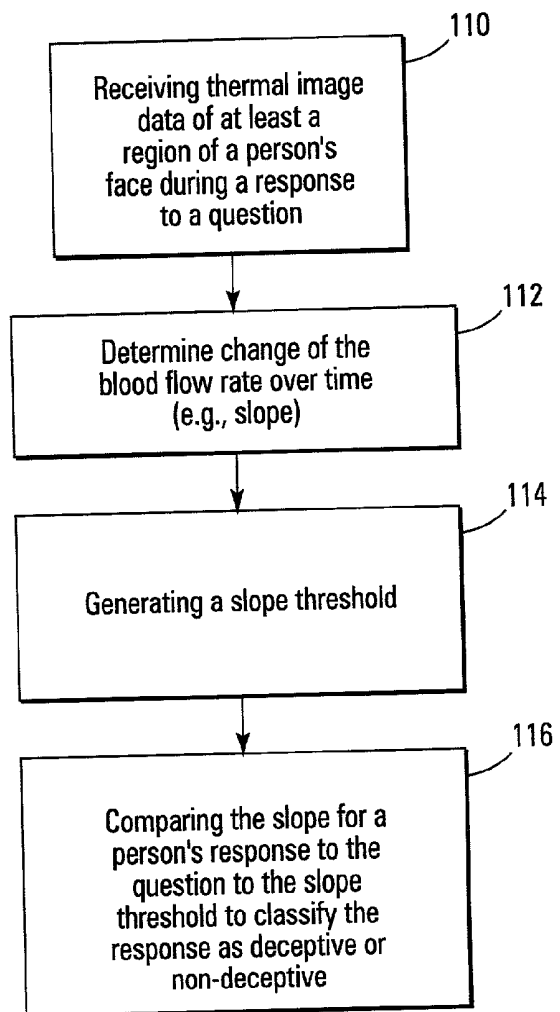 110
Receiving thermal image
data of at least a
region of a person's
face during a response
to a question
112
Determine change of the
blood flow rate over time
(e.g., slope)
114
Generating a slope threshold
116
Comparing the slope for a
person's response to the
question to the slope
threshold to classify the
response as deceptive or
non-deceptive